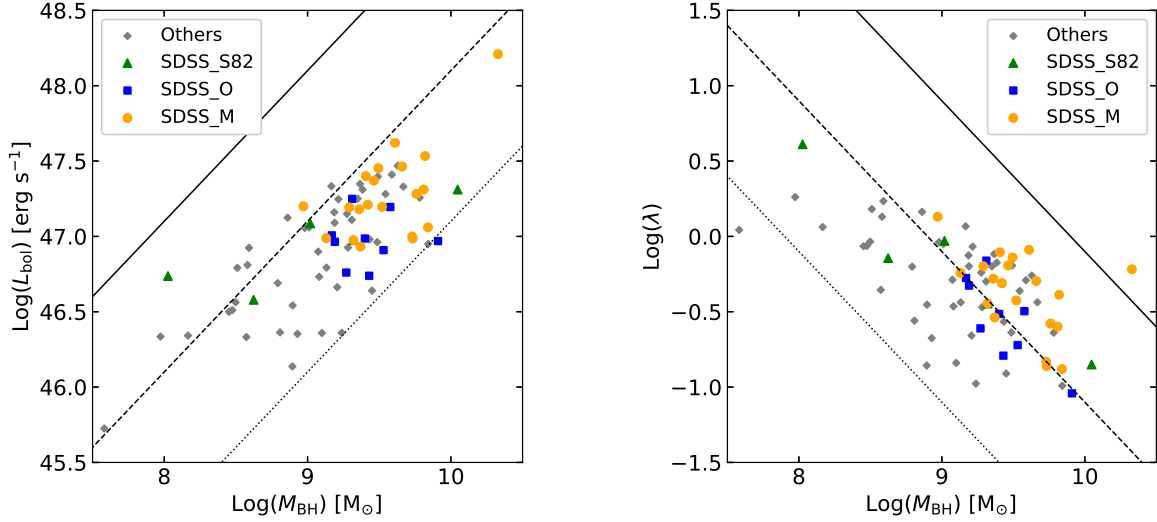 48.5
48.0
47.5
47.0
46.5
46.0
45.5
Log(L_bol) [erg s⁻¹]
Others
SDSS_S82
SDSS_O
SDSS_M
8
9
10
Log(M_BH) [M_⊙]
1.5
1.0
0.5
0.0
−0.5
−1.0
−1.5
Log(λ)
Others
SDSS_S82
SDSS_O
SDSS_M
8
9
10
Log(M_BH) [M_⊙]